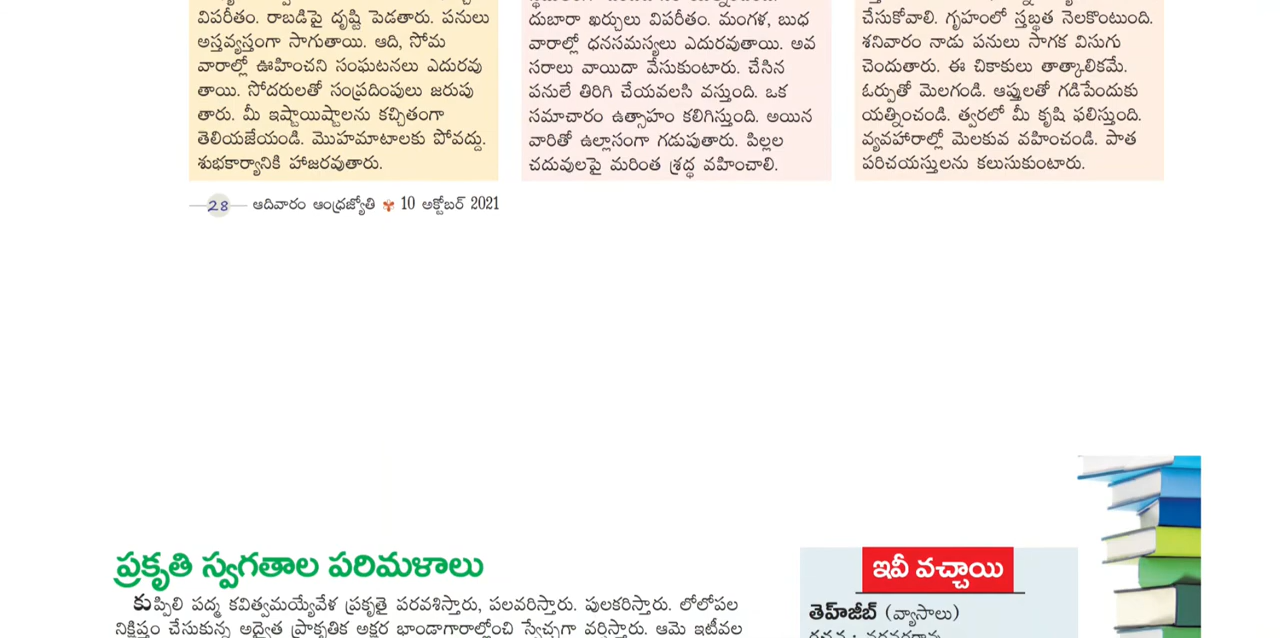 విపరీతం. రాబడిపై దృష్టి పెడతారు. పనులు
అస్తవ్యస్తంగా సాగుతాయి. ఆది, సోమ
వారాల్లో ఊహించని సంఘటనలు ఎదురవు
తాయి. సోదరులతో సంప్రదింపులు జరుపు
తారు. మీ ఇష్టాయిష్టాలను కచ్చితంగా
తెలియజేయండి. మొహమాటాలకు పోవద్దు.
శుభకార్యానికి హాజరవుతారు.
దుబారా ఖర్చులు విపరీతం. మంగళ, బుధ
వారాల్లో ధనసమస్యలు ఎదురవుతాయి. అవ
సరాలు వాయిదా వేసుకుంటారు. చేసిన
పనులే తిరిగి చేయవలసి వస్తుంది. ఒక
సమాచారం ఉత్సాహం కలిగిస్తుంది. అయిన
వారితో ఉల్లాసంగా గడుపుతారు. పిల్లల
చదువులపై మరింత శ్రద్ధ వహించాలి.
చేసుకోవాలి. గృహంలో స్తబ్ధత నెలకొంటుంది.
శనివారం నాడు పనులు సాగక విసుగు
చెందుతారు. ఈ చికాకులు తాత్కాలికమే.
ఓర్పుతో మెలగండి. ఆప్తులతో గడిపేందుకు
యత్నించండి. త్వరలో మీ కృషి ఫలిస్తుంది.
వ్యవహారాల్లో మెలకువ వహించండి. పాత
పరిచయస్తులను కలుసుకుంటారు.
28 ఆదివారం ఆంధ్రజ్యోతి 10 అక్టోబర్ 2021
ప్రకృతి స్వగతాల పరిమళాలు
కుప్పిలి పద్మ కవిత్వమయ్యేవేళ ప్రకృతై పరవశిస్తారు, పలవరిస్తారు. పులకరిస్తారు. లోలోపల
నిక్షిప్తం చేసుకున్న అద్వైత ప్రాకృతిక అక్షర భాండాగారాల్లోంచి స్వేచ్ఛగా వర్షిస్తారు. ఆమె ఇటీవల
ఇవీ వచ్చాయి
తెహ్‌జీబ్ (వ్యాసాలు)